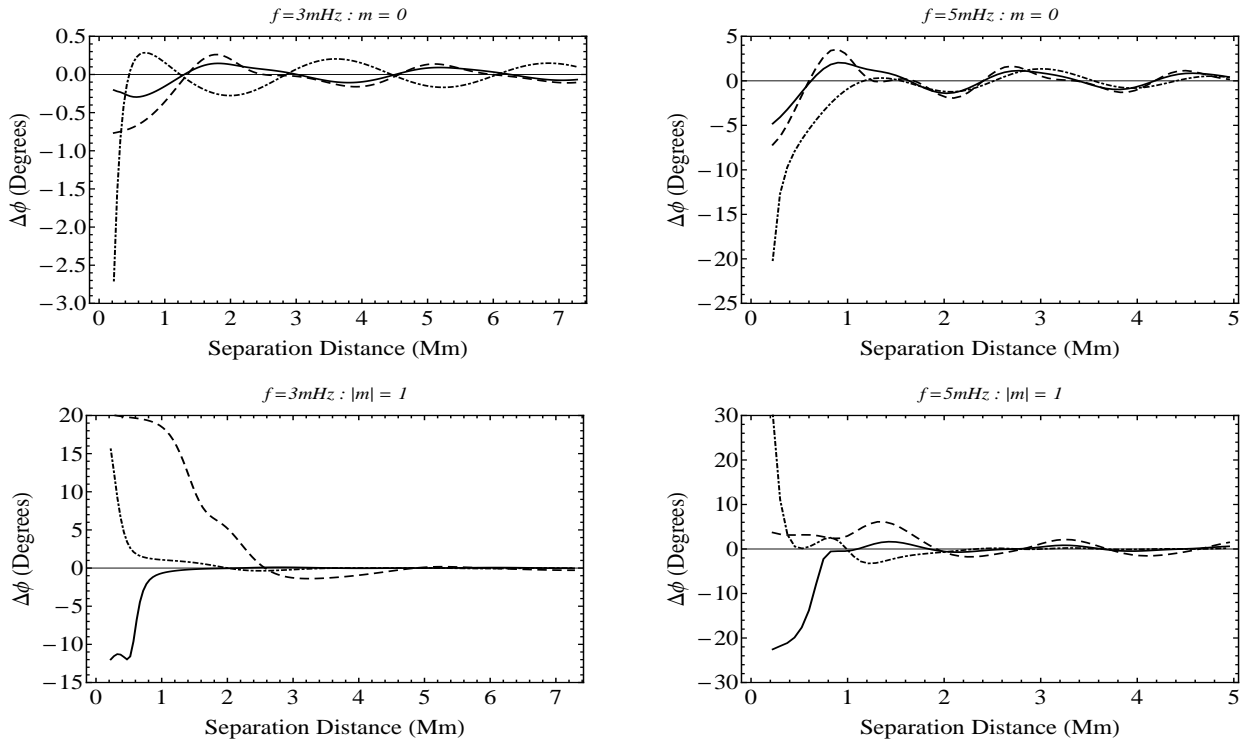 f=3mHz : m = 0
0.5
0.0
−0.5
−1.0
−1.5
−2.0
−2.5
−3.0
Δϕ (Degrees)
0 1 2 3 4 5 6 7
Separation Distance (Mm)
f=5mHz : m = 0
5
0
−5
−10
−15
−20
−25
Δϕ (Degrees)
0 1 2 3 4 5
Separation Distance (Mm)
f=3mHz : |m| = 1
20
15
10
5
0
−5
−10
−15
Δϕ (Degrees)
0 1 2 3 4 5 6 7
Separation Distance (Mm)
f=5mHz : |m| = 1
30
20
10
0
−10
−20
−30
Δϕ (Degrees)
0 1 2 3 4 5
Separation Distance (Mm)